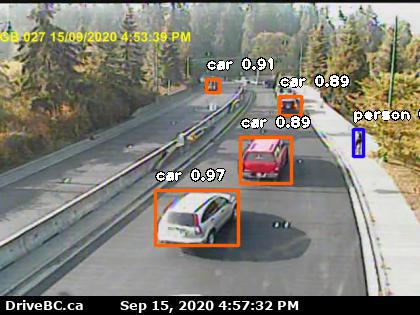 GB 027 15/09/2020 4:53:39 PM
car 0.91
car 0.89
person
car 0.89
car 0.97
DriveBC.ca Sep 15, 2020 4:57:32 PM